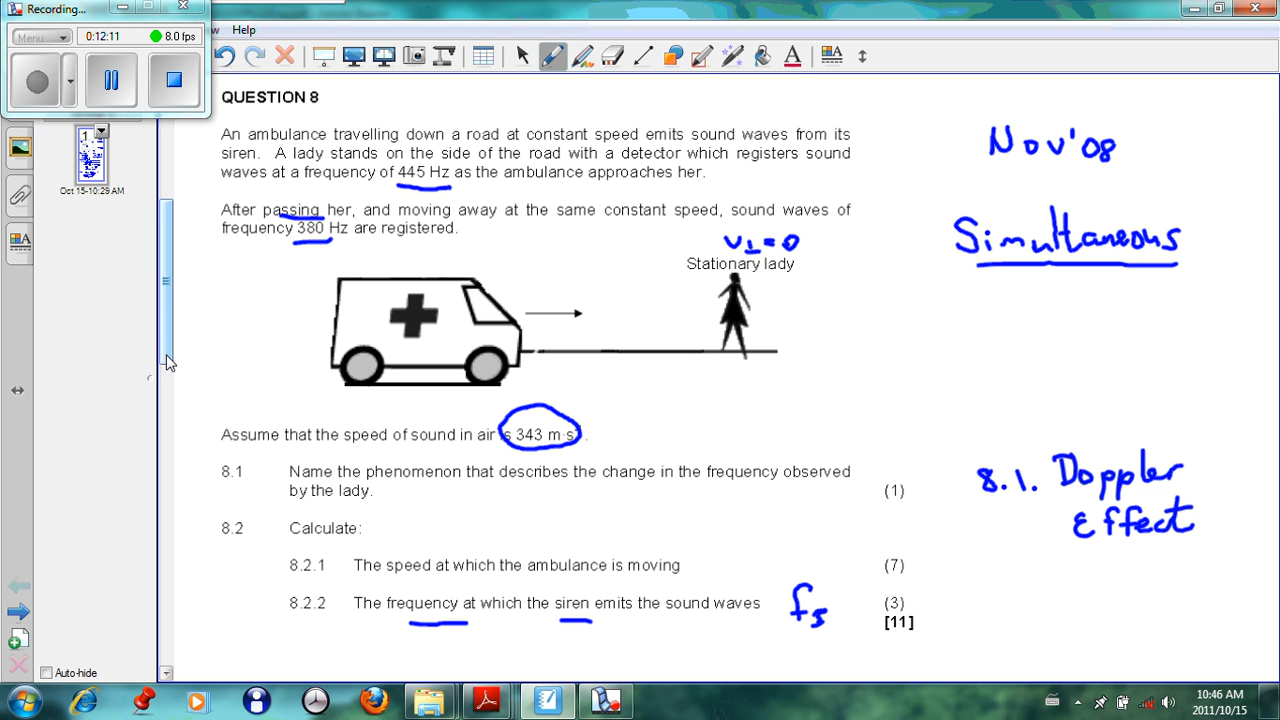 Recording...
Menu
0:12:11
8.0 fps
Help
QUESTION 8
An ambulance travelling down a road at constant speed emits sound waves from its
siren. A lady stands on the side of the road with a detector which registers sound
waves at a frequency of 445 Hz as the ambulance approaches her.
After passing her, and moving away at the same constant speed, sound waves of
frequency 380 Hz are registered.
Nov'08
Simultaneous
v⊥ = 0
Stationary lady
1
Oct 15-10:29 AM
Assume that the speed of sound in air is 343 m·s
8.1 Name the phenomenon that describes the change in the frequency observed
by the lady. (1)
8.1. Doppler
Effect
8.2 Calculate:
8.2.1 The speed at which the ambulance is moving (7)
8.2.2 The frequency at which the siren emits the sound waves fs (3)
[11]
Auto-hide
10:46 AM
2011/10/15